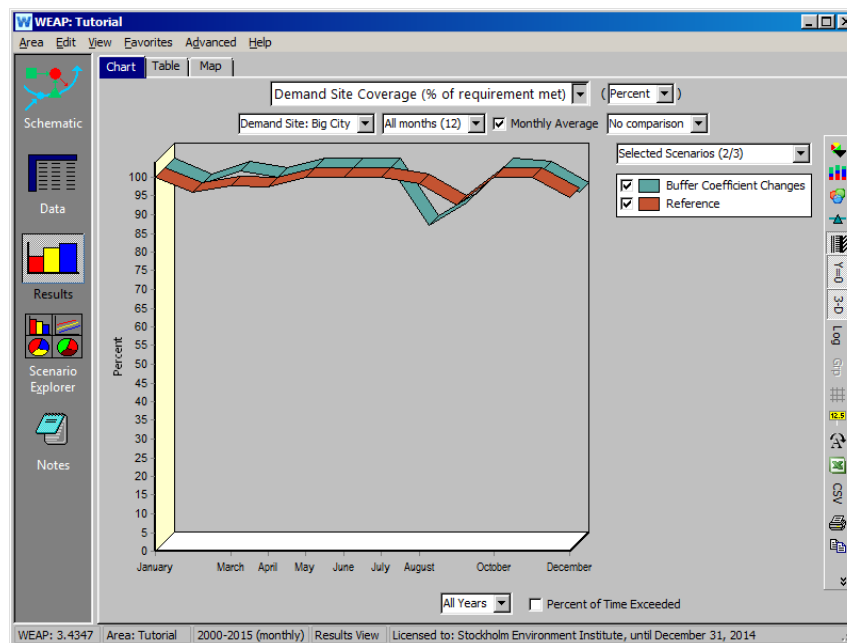 WEAP: Tutorial
Area Edit View Favorites Advanced Help
Chart Table Map
Demand Site Coverage (% of requirement met) (Percent)
Demand Site: Big City All months (12) Monthly Average No comparison
Selected Scenarios (2/3)
Buffer Coefficient Changes
Reference
Schematic
Data
Results
Scenario
Explorer
Notes
Percent
100
95
90
85
80
75
70
65
60
55
50
45
40
35
30
25
20
15
10
5
0
January March April May June July August October December
Y=0
3-D
Log
Grp
12.5
A
CSV
All Years Percent of Time Exceeded
WEAP: 3.4347 Area: Tutorial 2000-2015 (monthly) Results View Licensed to: Stockholm Environment Institute, until December 31, 2014